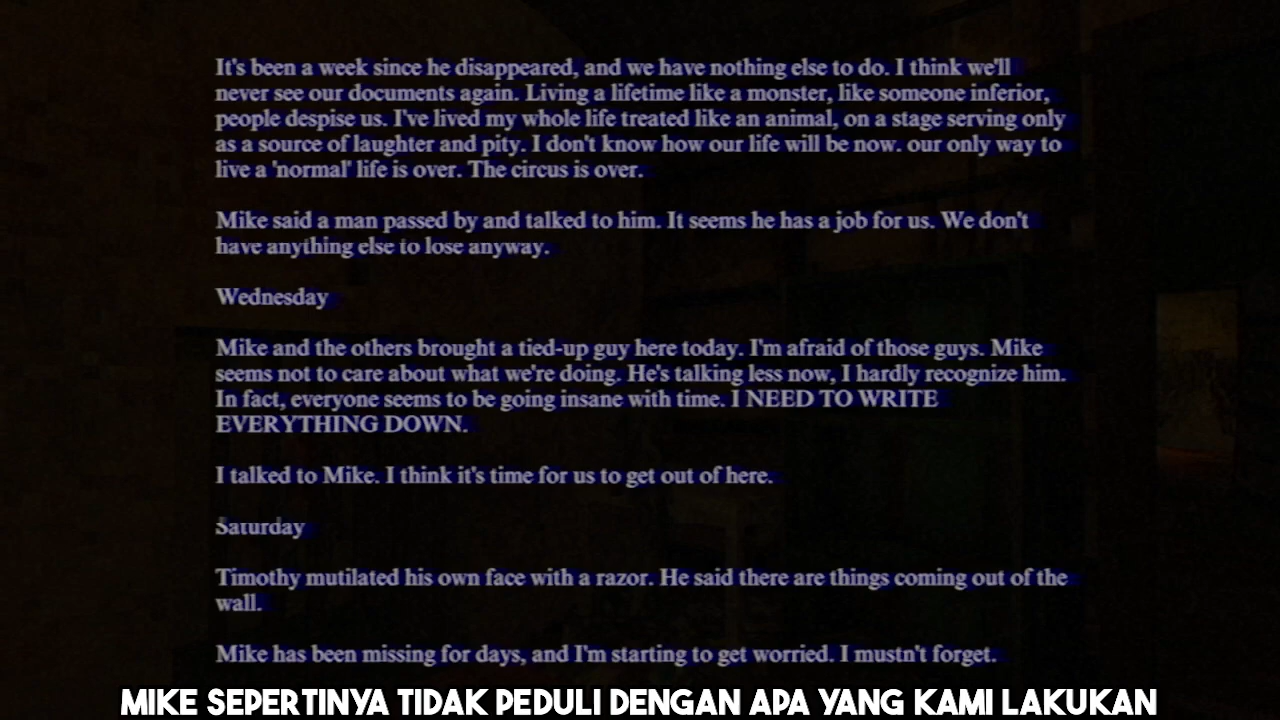 It's been a week since he disappeared, and we have nothing else to do. I think we'll
never see our documents again. Living a lifetime like a monster, like someone inferior,
people despise us. I've lived my whole life treated like an animal, on a stage serving only
as a source of laughter and pity. I don't know how our life will be now. our only way to
live a 'normal' life is over. The circus is over.
Mike said a man passed by and talked to him. It seems he has a job for us. We don't
have anything else to lose anyway.
Wednesday
Mike and the others brought a tied-up guy here today. I'm afraid of those guys. Mike
seems not to care about what we're doing. He's talking less now, I hardly recognize him.
In fact, everyone seems to be going insane with time. I NEED TO WRITE
EVERYTHING DOWN.
I talked to Mike. I think it's time for us to get out of here.
Saturday
Timothy mutilated his own face with a razor. He said there are things coming out of the
wall.
Mike has been missing for days, and I'm starting to get worried. I mustn't forget.
MIKE SEPERTINYA TIDAK PEDULI DENGAN APA YANG KAMI LAKUKAN